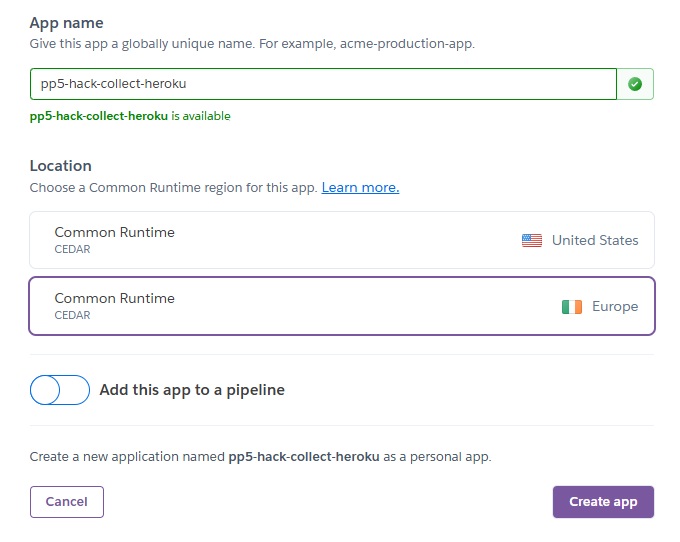 App name
Give this app a globally unique name. For example, acme-production-app.
pp5-hack-collect-heroku
pp5-hack-collect-heroku is available
Location
Choose a Common Runtime region for this app. Learn more.
Common Runtime
CEDAR
United States
Common Runtime
CEDAR
Europe
Add this app to a pipeline
Create a new application named pp5-hack-collect-heroku as a personal app.
Cancel
Create app